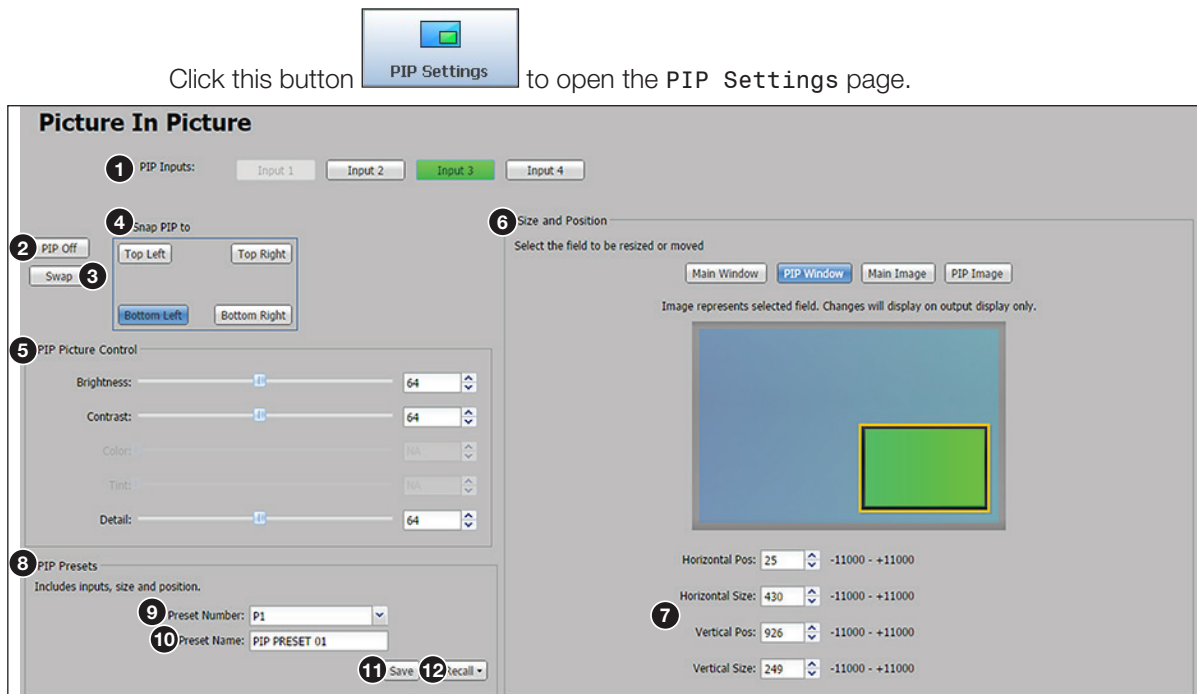 Click this button PIP Settings to open the PIP Settings page.
Picture In Picture
1 PIP Inputs: Input 1 Input 2 Input 3 Input 4
4 Snap PIP to
2 PIP Off
3 Swap
Top Left Top Right
Bottom Left Bottom Right
5 PIP Picture Control
Brightness: 64
Contrast: 64
Color: NA
Tint: NA
Detail: 64
6 Size and Position
Select the field to be resized or moved
Main Window PIP Window Main Image PIP Image
Image represents selected field. Changes will display on output display only.
7
Horizontal Pos: 25 -11000 - +11000
Horizontal Size: 430 -11000 - +11000
Vertical Pos: 926 -11000 - +11000
Vertical Size: 249 -11000 - +11000
8 PIP Presets
Includes inputs, size and position.
9 Preset Number: P1
10 Preset Name: PIP PRESET 01
11 Save 12 Recall